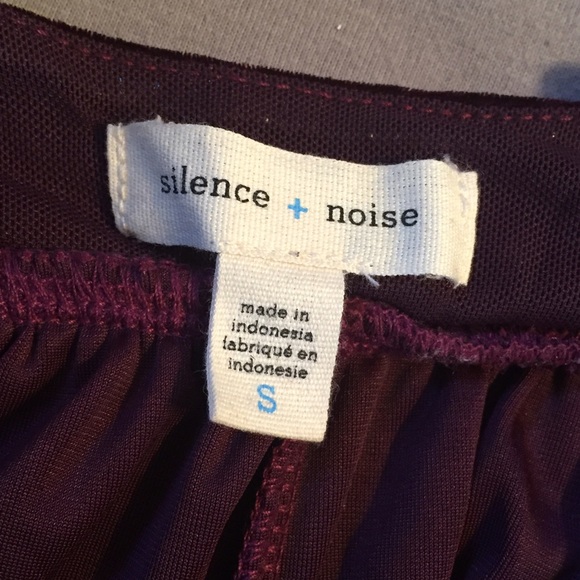 silence + noise
made in
indonesia
fabriqué en
indonesie
S